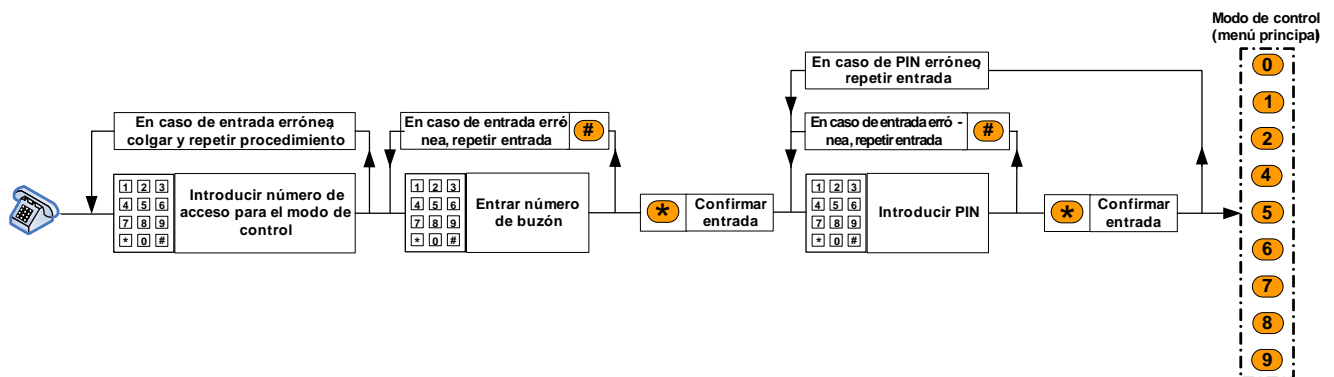 Modo de control
(menú principal)
En caso de PIN erróneo,
repetir entrada
0
1
2
4
5
6
7
8
9
En caso de entrada errónea,
colgar y repetir procedimiento
En caso de entrada erró
nea, repetir entrada
#
En caso de entrada erró -
nea, repetir entrada
#
1 2 3
4 5 6
7 8 9
* 0 #
Introducir número de
acceso para el modo de
control
1 2 3
4 5 6
7 8 9
* 0 #
Entrar número
de buzón
*
Confirmar
entrada
1 2 3
4 5 6
7 8 9
* 0 #
Introducir PIN
*
Confirmar
entrada